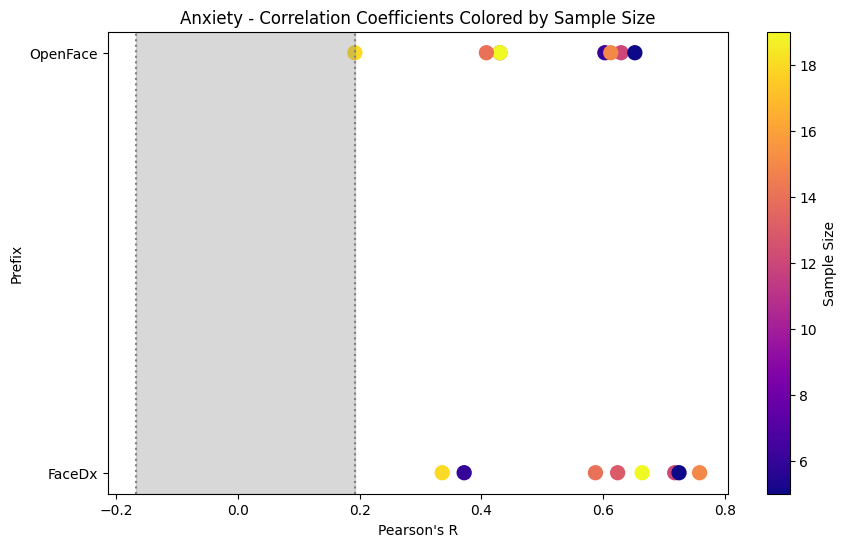 Anxiety - Correlation Coefficients Colored by Sample Size
OpenFace
FaceDx
Prefix
−0.2 0.0 0.2 0.4 0.6 0.8
Pearson's R
18
16
14
12
10
8
6
Sample Size